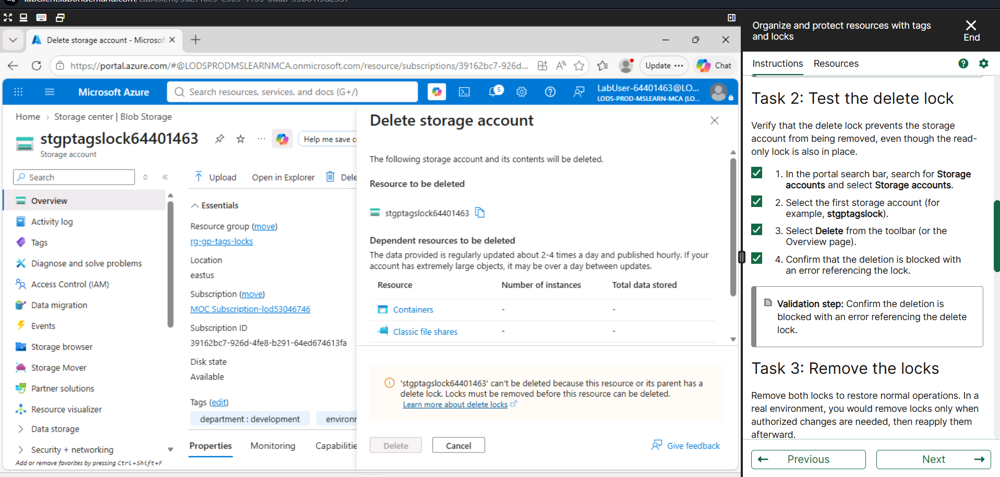 Delete storage account - Microsof
https://portal.azure.com/#@LODSPRODMSLEARNMCA.onmicrosoft.com/resource/subscriptions/39162bc7-926d...
Update
Chat
Microsoft Azure
Search resources, services, and docs (G+/)
5
LabUser-64401463@LO...
LODS-PROD-MSLEARN-MCA (LO...
Home > Storage center | Blob Storage
stgptagslock64401463
Storage account
Help me save c
Search
Overview
Activity log
Tags
Diagnose and solve problems
Access Control (IAM)
Data migration
Events
Storage browser
Storage Mover
Partner solutions
Resource visualizer
Data storage
Security + networking
Add or remove favorites by pressing Ctrl+Shift+F
Upload
Open in Explorer
Dele
Essentials
Resource group (move)
rg-gp-tags-locks
Location
eastus
Subscription (move)
MOC Subscription-lod53046746
Subscription ID
39162bc7-926d-4fe8-b291-64ed674613fa
Disk state
Available
Tags (edit)
department : development
environr
Properties
Monitoring
Capabilitie
Delete storage account
The following storage account and its contents will be deleted.
Resource to be deleted
stgptagslock64401463
Dependent resources to be deleted
The data provided is regularly updated about 2-4 times a day and published hourly. If your
account has extremely large objects, it may be over a day between updates.
Resource Number of instances Total data stored
Containers - -
Classic file shares - -
'stgptagslock64401463' can't be deleted because this resource or its parent has a
delete lock. Locks must be removed before this resource can be deleted.
Learn more about delete locks
Delete
Cancel
Give feedback
Organize and protect resources with tags
and locks
End
Instructions
Resources
Task 2: Test the delete lock
Verify that the delete lock prevents the storage
account from being removed, even though the read-
only lock is also in place.
1. In the portal search bar, search for Storage
accounts and select Storage accounts.
2. Select the first storage account (for
example, stgptagslock).
3. Select Delete from the toolbar (or the
Overview page).
4. Confirm that the deletion is blocked with
an error referencing the lock.
Validation step: Confirm the deletion is
blocked with an error referencing the delete
lock.
Task 3: Remove the locks
Remove both locks to restore normal operations. In a
real environment, you would remove locks only when
authorized changes are needed, then reapply them
afterward.
Previous
Next